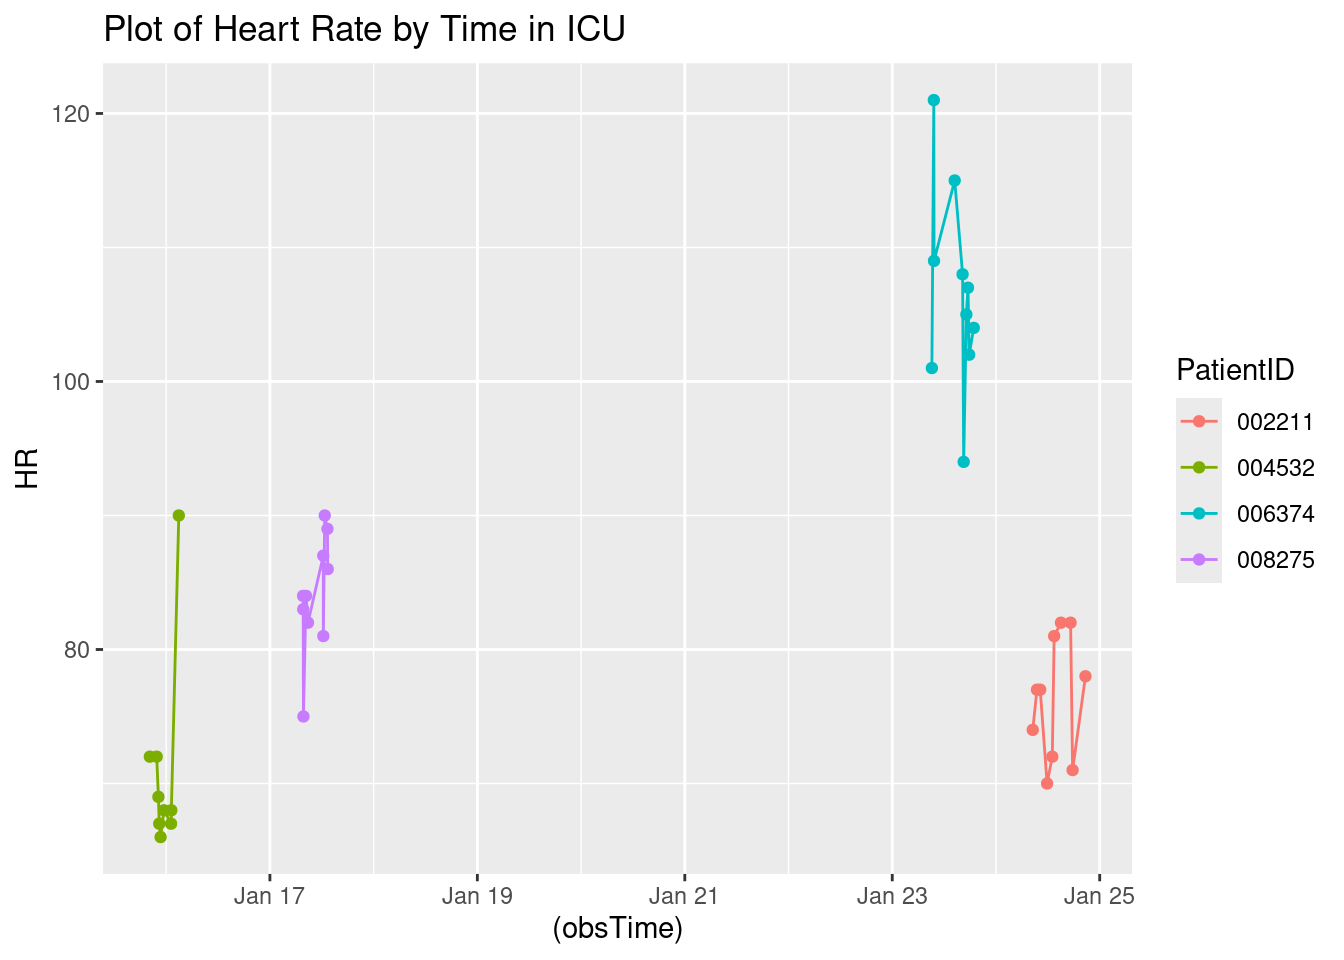 Plot of Heart Rate by Time in ICU
120
100
80
HR
Jan 17 Jan 19 Jan 21 Jan 23 Jan 25
(obsTime)
PatientID
002211
004532
006374
008275